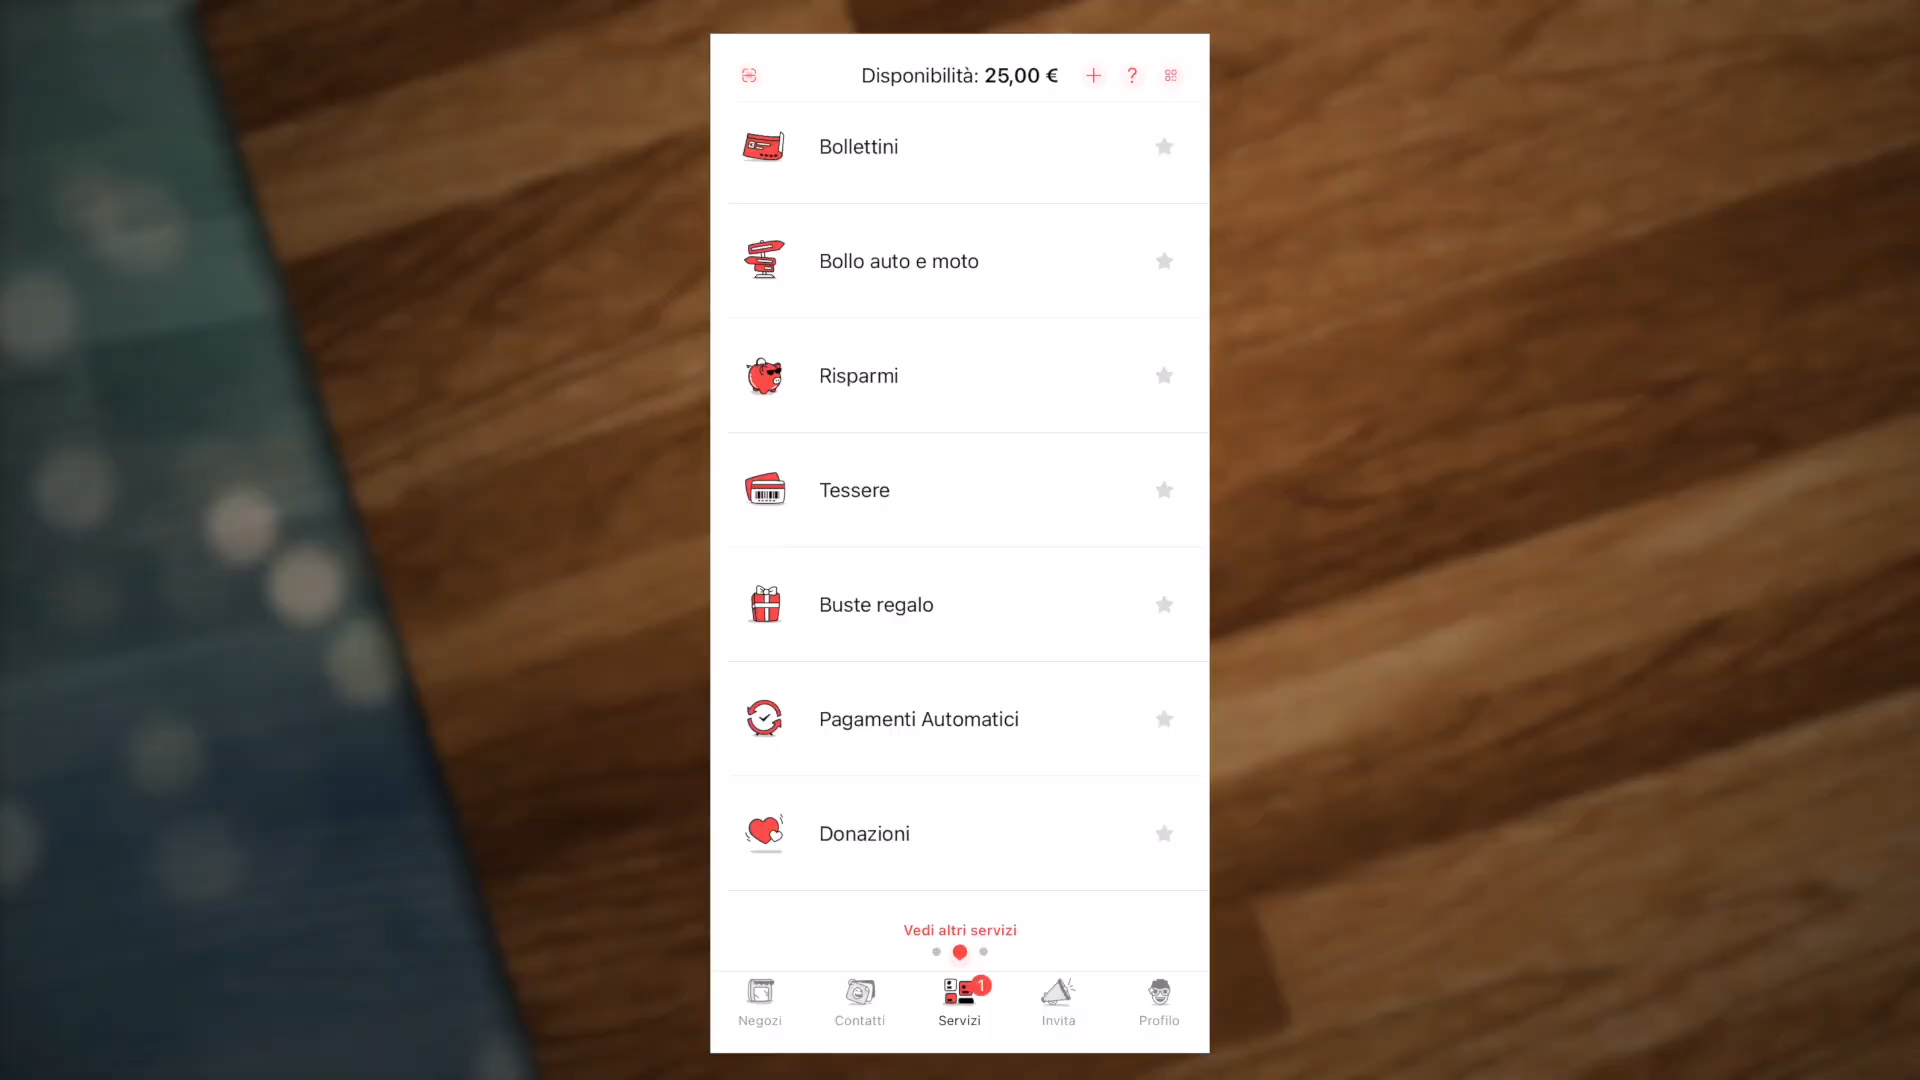 Disponibilità: 25,00 € + ?
Bollettini
Bollo auto e moto
Risparmi
Tessere
Buste regalo
Pagamenti Automatici
Donazioni
Vedi altri servizi
1
Negozi Contatti Servizi Invita Profilo